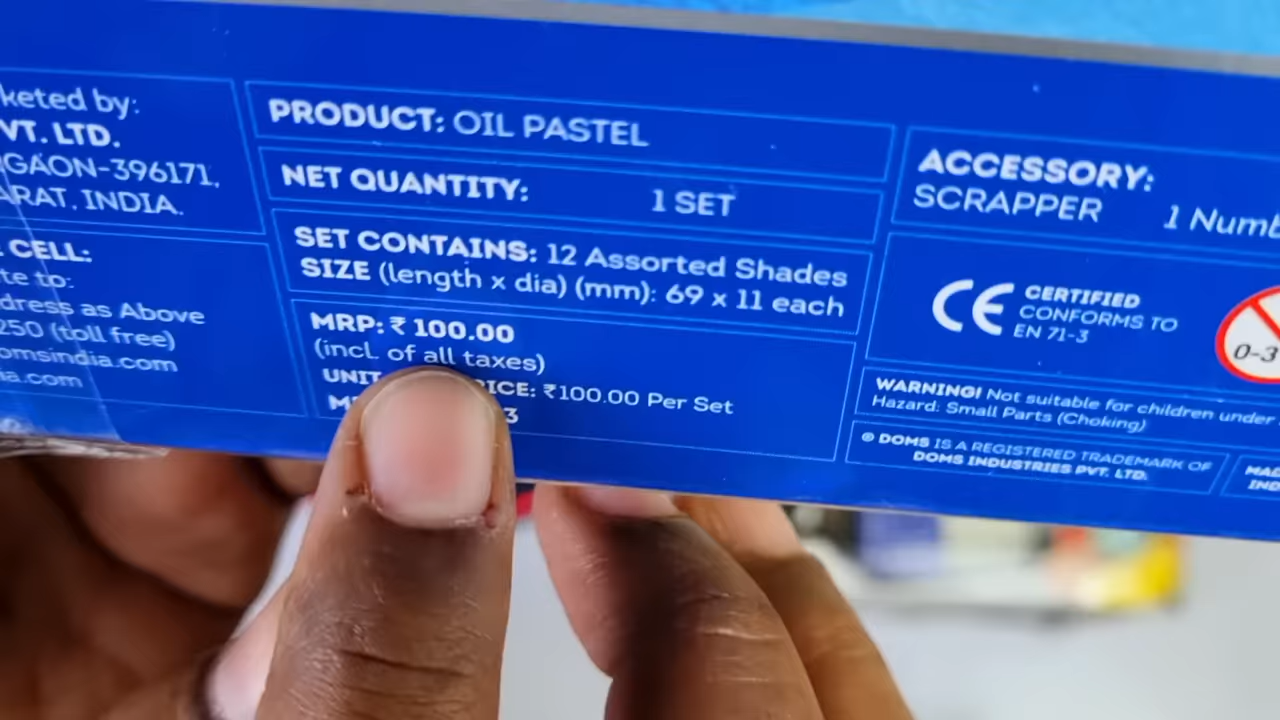 keted by:
VT. LTD.
GAON-396171,
ARAT, INDIA.
CELL:
te to:
dress as Above
250 (toll free)
omsindia.com
ia.com
PRODUCT: OIL PASTEL
NET QUANTITY: 1 SET
SET CONTAINS: 12 Assorted Shades
SIZE (length x dia) (mm): 69 x 11 each
MRP: ₹ 100.00
(incl. of all taxes)
UNIT ICE: ₹100.00 Per Set
3
ACCESSORY:
SCRAPPER 1 Numb
CE CERTIFIED
CONFORMS TO
EN 71-3
0-3
WARNING! Not suitable for children under
Hazard: Small Parts (Choking)
® DOMS IS A REGISTERED TRADEMARK OF
DOMS INDUSTRIES PVT. LTD.
MAD
IND